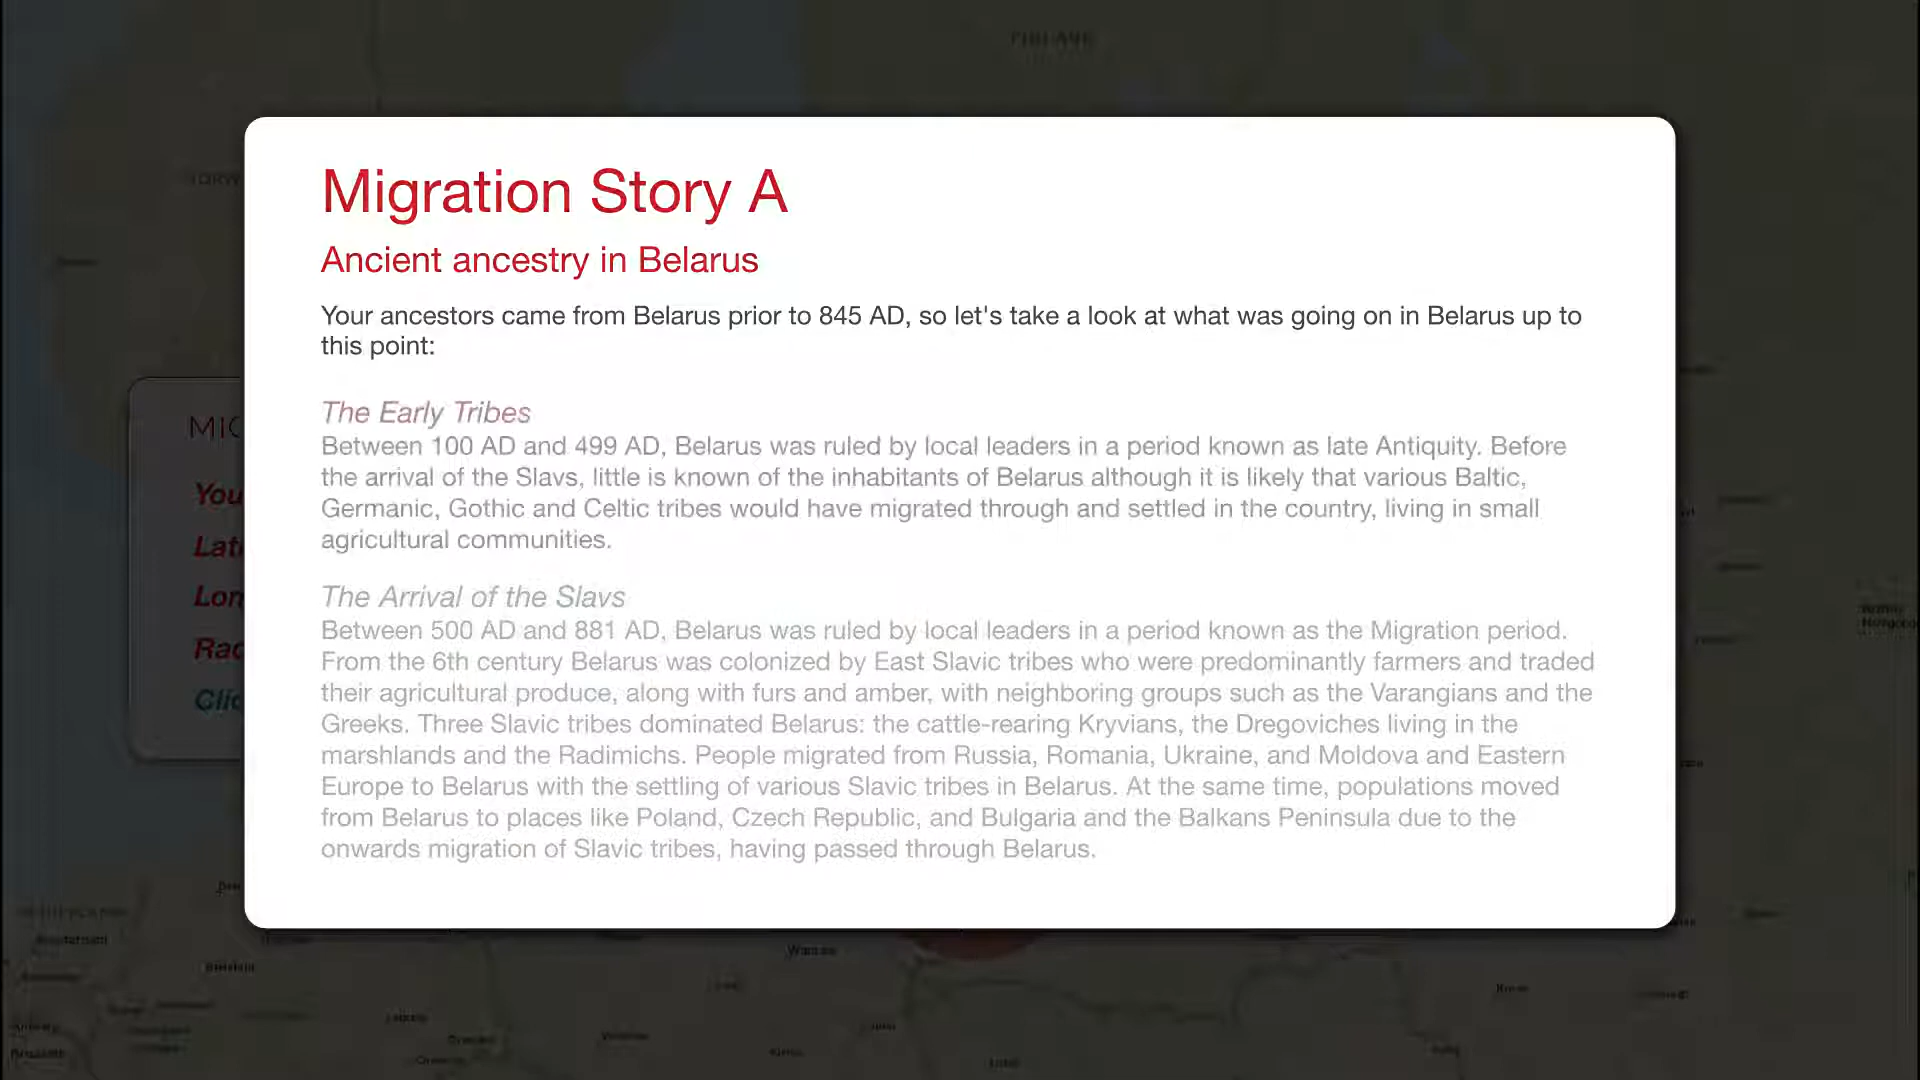 Migration Story A
Ancient ancestry in Belarus
Your ancestors came from Belarus prior to 845 AD, so let's take a look at what was going on in Belarus up to
this point:
The Early Tribes
Between 100 AD and 499 AD, Belarus was ruled by local leaders in a period known as late Antiquity. Before
the arrival of the Slavs, little is known of the inhabitants of Belarus although it is likely that various Baltic,
Germanic, Gothic and Celtic tribes would have migrated through and settled in the country, living in small
agricultural communities.
The Arrival of the Slavs
Between 500 AD and 881 AD, Belarus was ruled by local leaders in a period known as the Migration period.
From the 6th century Belarus was colonized by East Slavic tribes who were predominantly farmers and traded
their agricultural produce, along with furs and amber, with neighboring groups such as the Varangians and the
Greeks. Three Slavic tribes dominated Belarus: the cattle-rearing Kryvians, the Dregoviches living in the
marshlands and the Radimichs. People migrated from Russia, Romania, Ukraine, and Moldova and Eastern
Europe to Belarus with the settling of various Slavic tribes in Belarus. At the same time, populations moved
from Belarus to places like Poland, Czech Republic, and Bulgaria and the Balkans Peninsula due to the
onwards migration of Slavic tribes, having passed through Belarus.
FINLAND
MIG
You
Lat
Lon
Rad
Clic
Warsaw